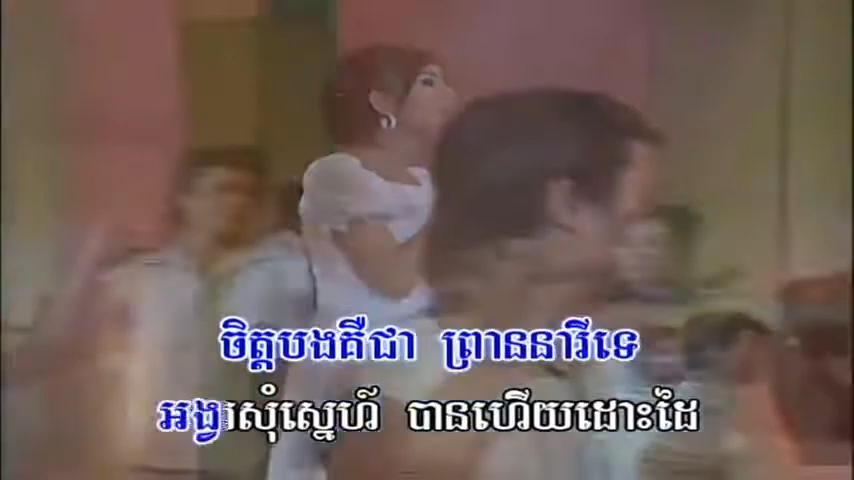 ចិត្តបងគឺជា ព្រាននារីទេ
អង្វរសុំស្នេហ៍ បានហើយដោះដៃ